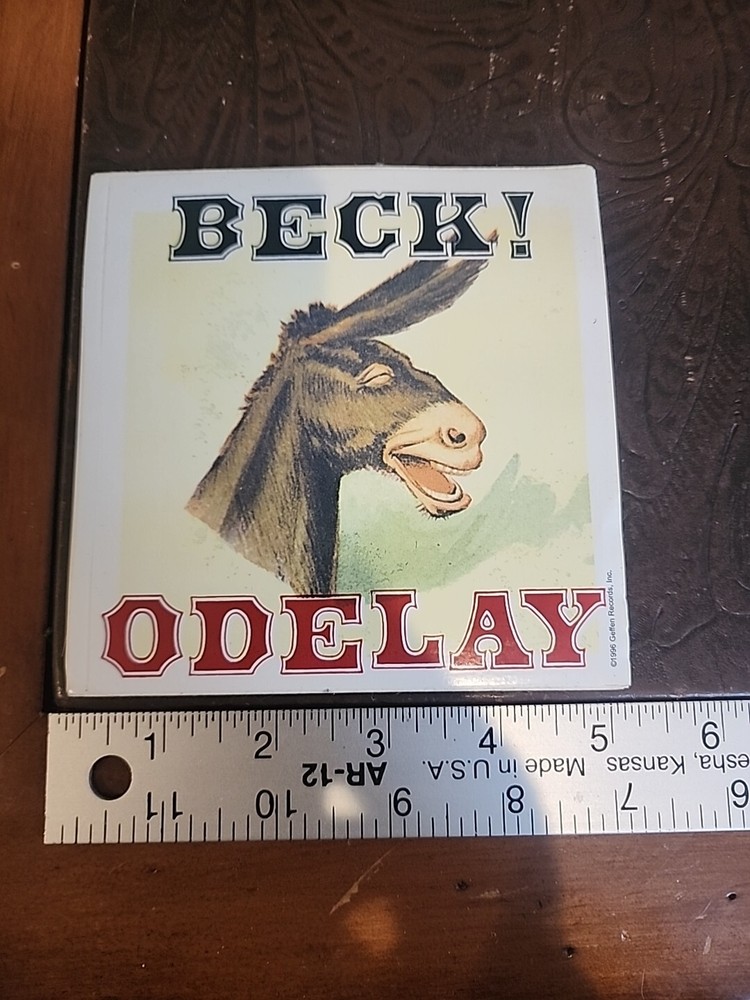 BECK!
ODELAY
©1996 Geffen Records, Inc.
1 2 3 4 5 6
esha, Kansas Made in U.S.A. AR-12
11 10 9 8 7 6